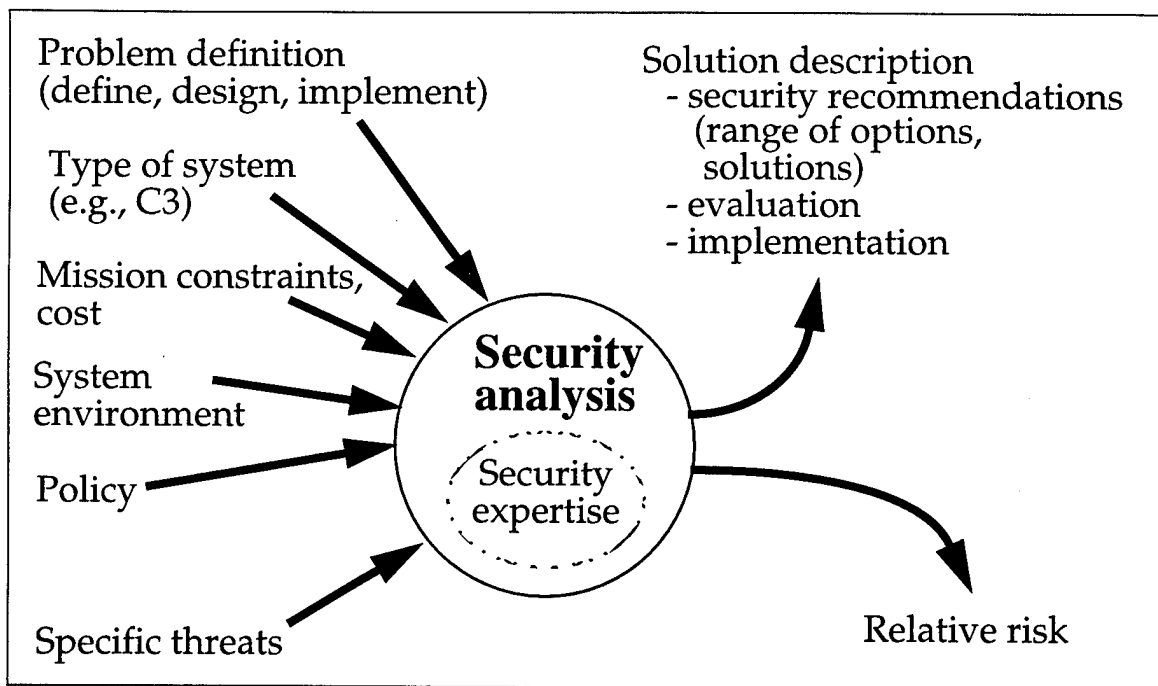 Problem definition
(define, design, implement)
Type of system
(e.g., C3)
Mission constraints,
cost
System
environment
Policy
Specific threats
Security
analysis
Security
expertise
Solution description
- security recommendations
(range of options,
solutions)
- evaluation
- implementation
Relative risk